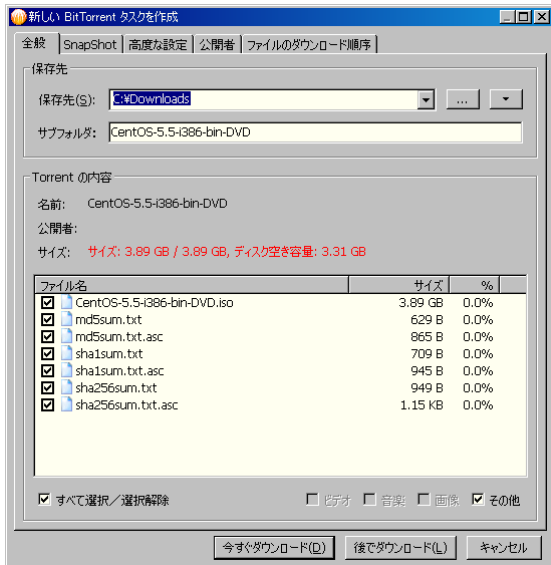 新しい BitTorrent タスクを作成
全般 SnapShot 高度な設定 公開者 ファイルのダウンロード順序
保存先
保存先(S): C:¥Downloads ...
サブフォルダ: CentOS-5.5-i386-bin-DVD
Torrent の内容
名前: CentOS-5.5-i386-bin-DVD
公開者:
サイズ: サイズ: 3.89 GB / 3.89 GB, ディスク空き容量: 3.31 GB
ファイル名 サイズ %
CentOS-5.5-i386-bin-DVD.iso 3.89 GB 0.0%
md5sum.txt 629 B 0.0%
md5sum.txt.asc 865 B 0.0%
sha1sum.txt 709 B 0.0%
sha1sum.txt.asc 945 B 0.0%
sha256sum.txt 949 B 0.0%
sha256sum.txt.asc 1.15 KB 0.0%
すべて選択／選択解除 ビデオ 音楽 画像 その他
今すぐダウンロード(D) 後でダウンロード(L) キャンセル